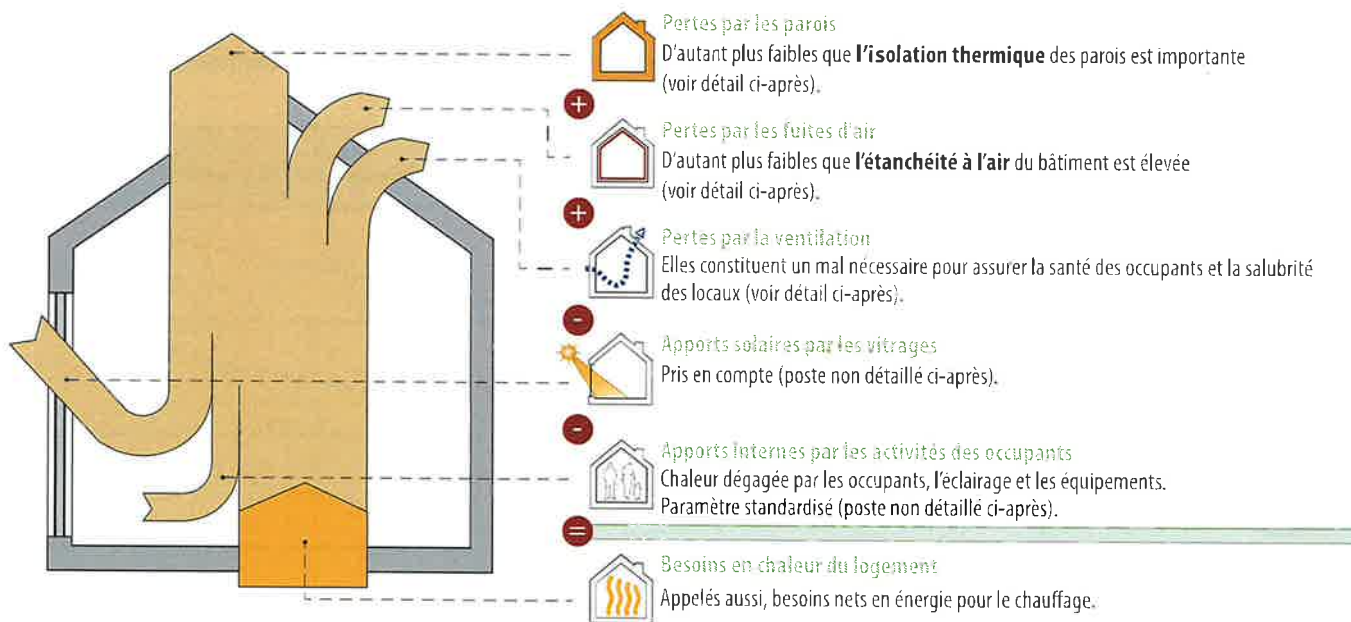 Pertes par les parois
D'autant plus faibles que l'isolation thermique des parois est importante
(voir détail ci-après).
+
Pertes par les fuites d'air
D'autant plus faibles que l'étanchéité à l'air du bâtiment est élevée
(voir détail ci-après).
+
Pertes par la ventilation
Elles constituent un mal nécessaire pour assurer la santé des occupants et la salubrité
des locaux (voir détail ci-après).
-
Apports solaires par les vitrages
Pris en compte (poste non détaillé ci-après).
-
Apports internes par les activités des occupants
Chaleur dégagée par les occupants, l'éclairage et les équipements.
Paramètre standardisé (poste non détaillé ci-après).
=
Besoins en chaleur du logement
Appelés aussi, besoins nets en énergie pour le chauffage.